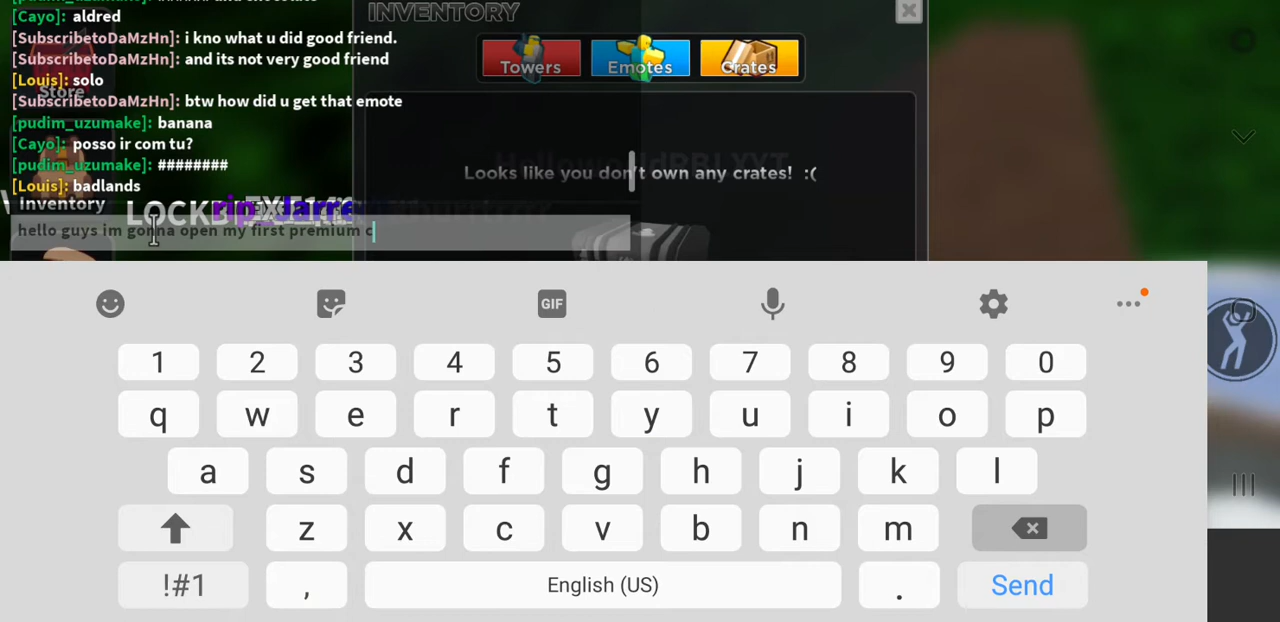 INVENTORY
[Cayo]: aldred
[SubscribetoDaMzHn]: i kno what u did good friend.
[SubscribetoDaMzHn]: and its not very good friend
[Louis]: solo
Store
[SubscribetoDaMzHn]: btw how did u get that emote
[pudim_uzumake]: banana
[Cayo]: posso ir com tu?
[pudim_uzumake]: ########
[Louis]: badlands
Inventory
hello guys im gonna open my first premium c
Towers
Emotes
Crates
Looks like you don't own any crates! :(
GIF
1 2 3 4 5 6 7 8 9 0
q w e r t y u i o p
a s d f g h j k l
z x c v b n m
!#1 , English (US) . Send